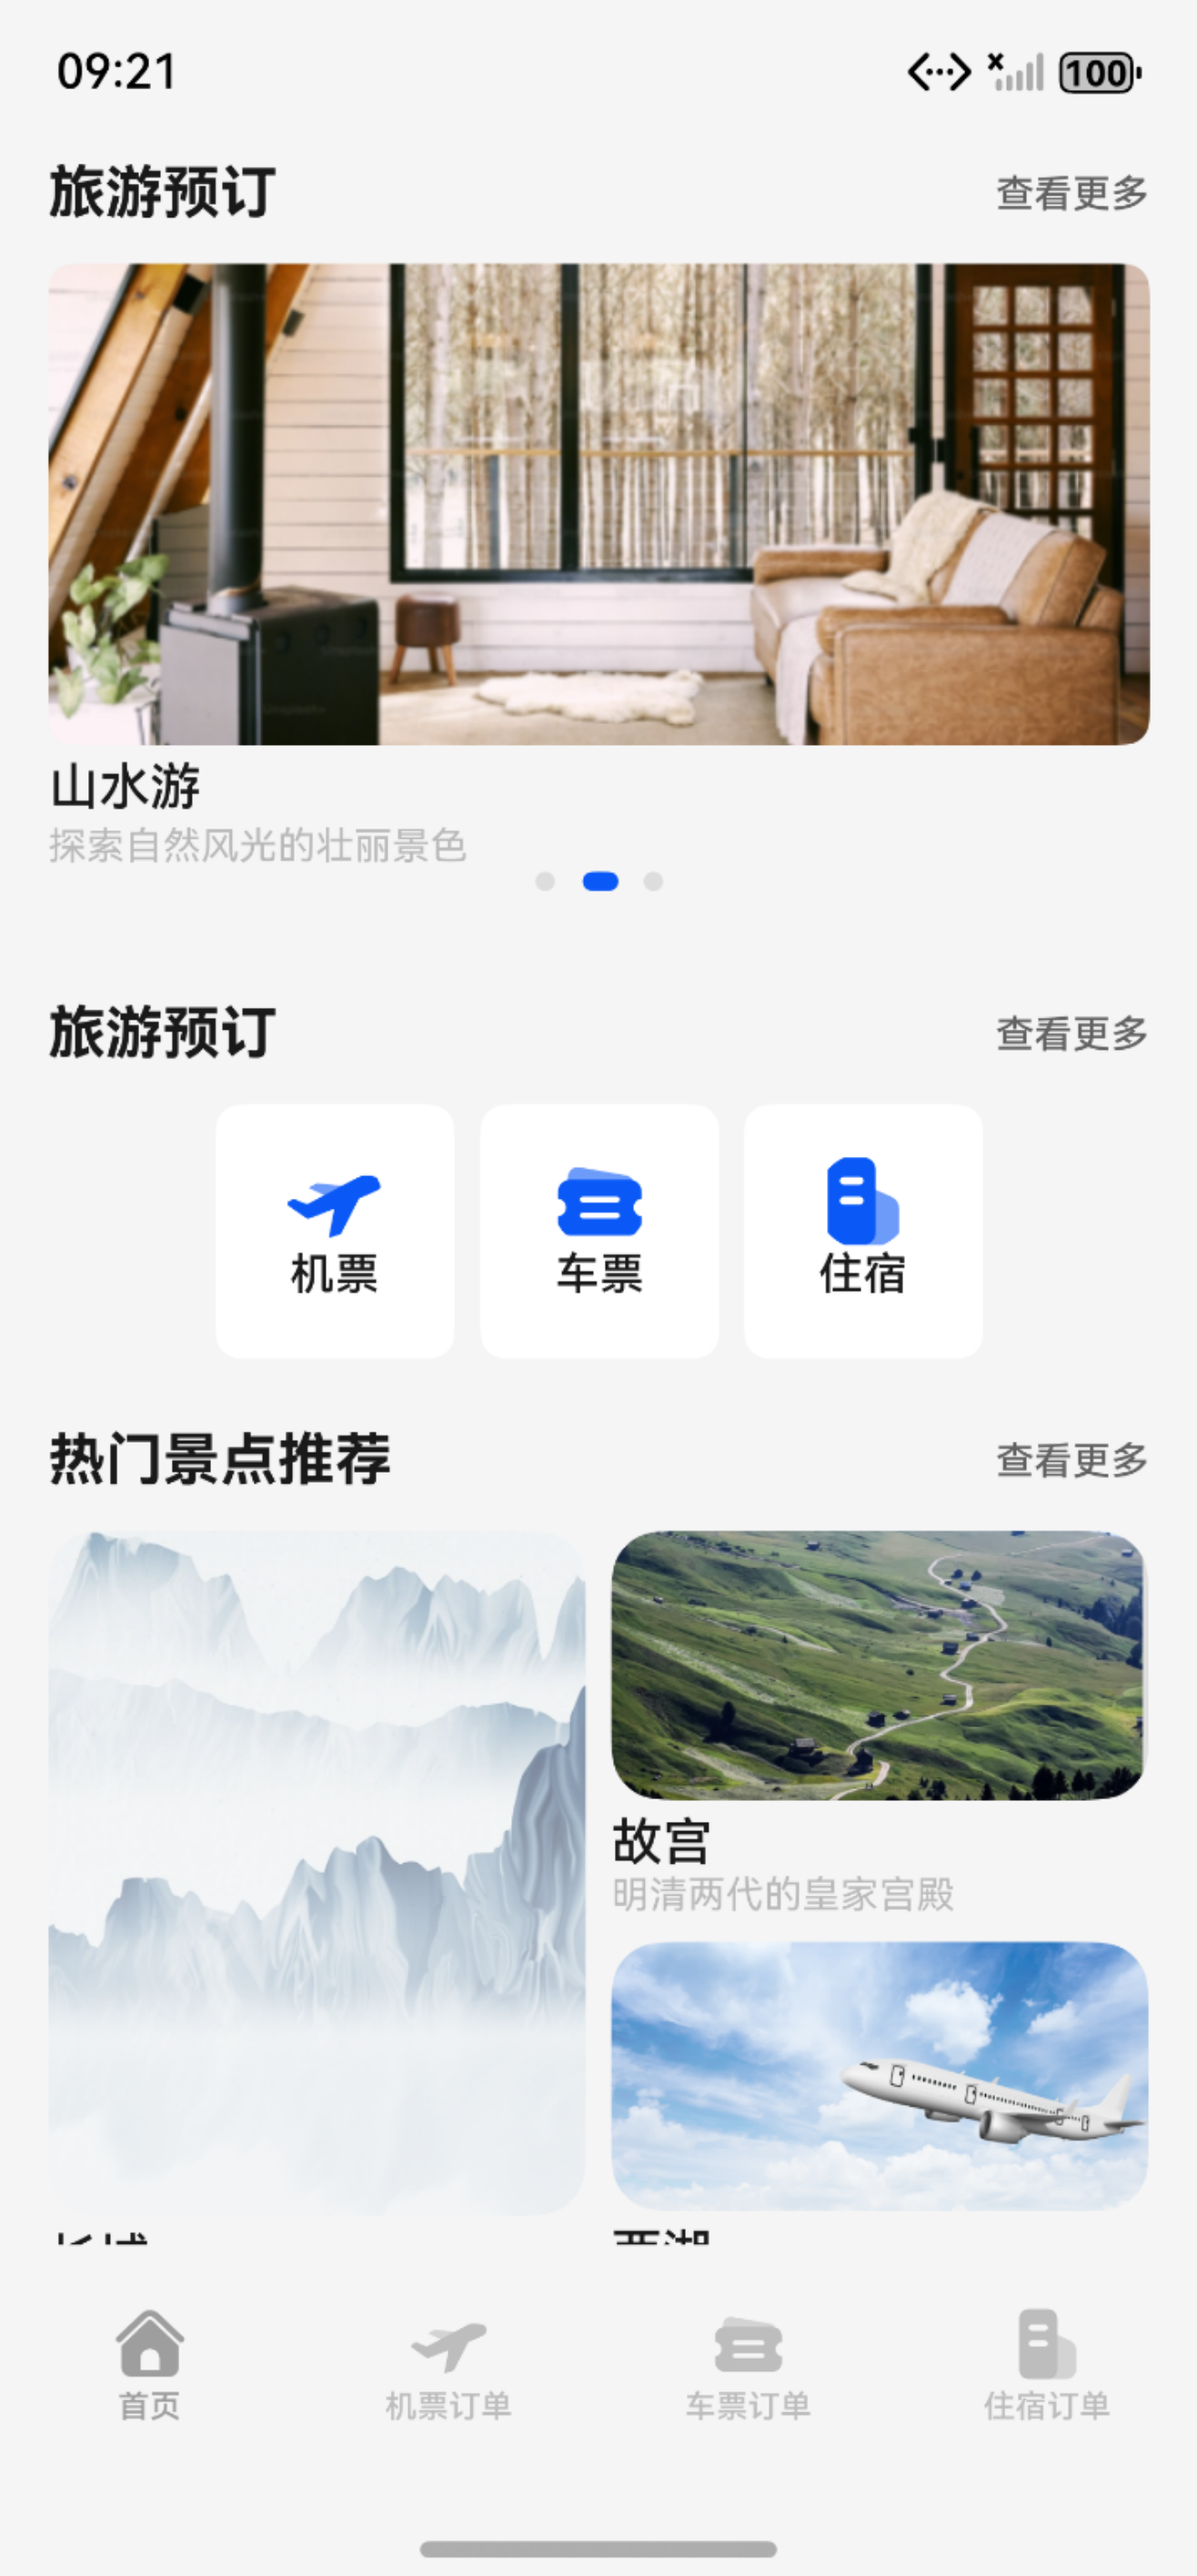 09:21
100
旅游预订
查看更多
山水游
探索自然风光的壮丽景色
旅游预订
查看更多
机票
车票
住宿
热门景点推荐
查看更多
故宫
明清两代的皇家宫殿
首页
机票订单
车票订单
住宿订单